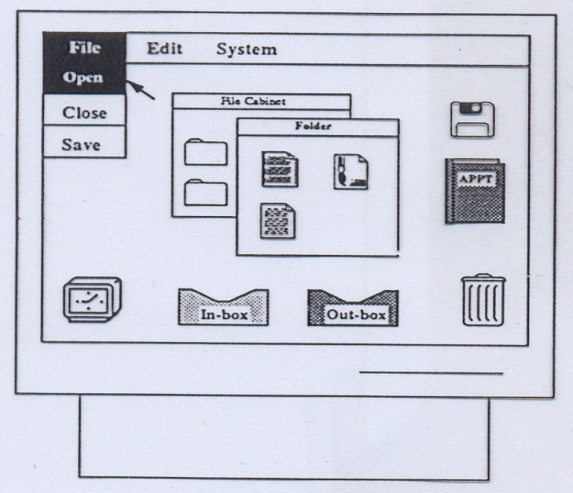 File Edit System
Open
Close
Save
File Cabinet
Folder
APPT
In-box
Out-box